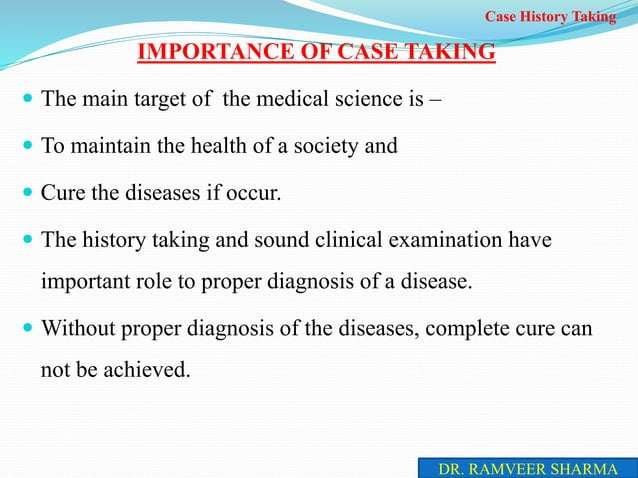 Case History Taking
IMPORTANCE OF CASE TAKING
The main target of the medical science is –
To maintain the health of a society and
Cure the diseases if occur.
The history taking and sound clinical examination have
important role to proper diagnosis of a disease.
Without proper diagnosis of the diseases, complete cure can
not be achieved.
DR. RAMVEER SHARMA